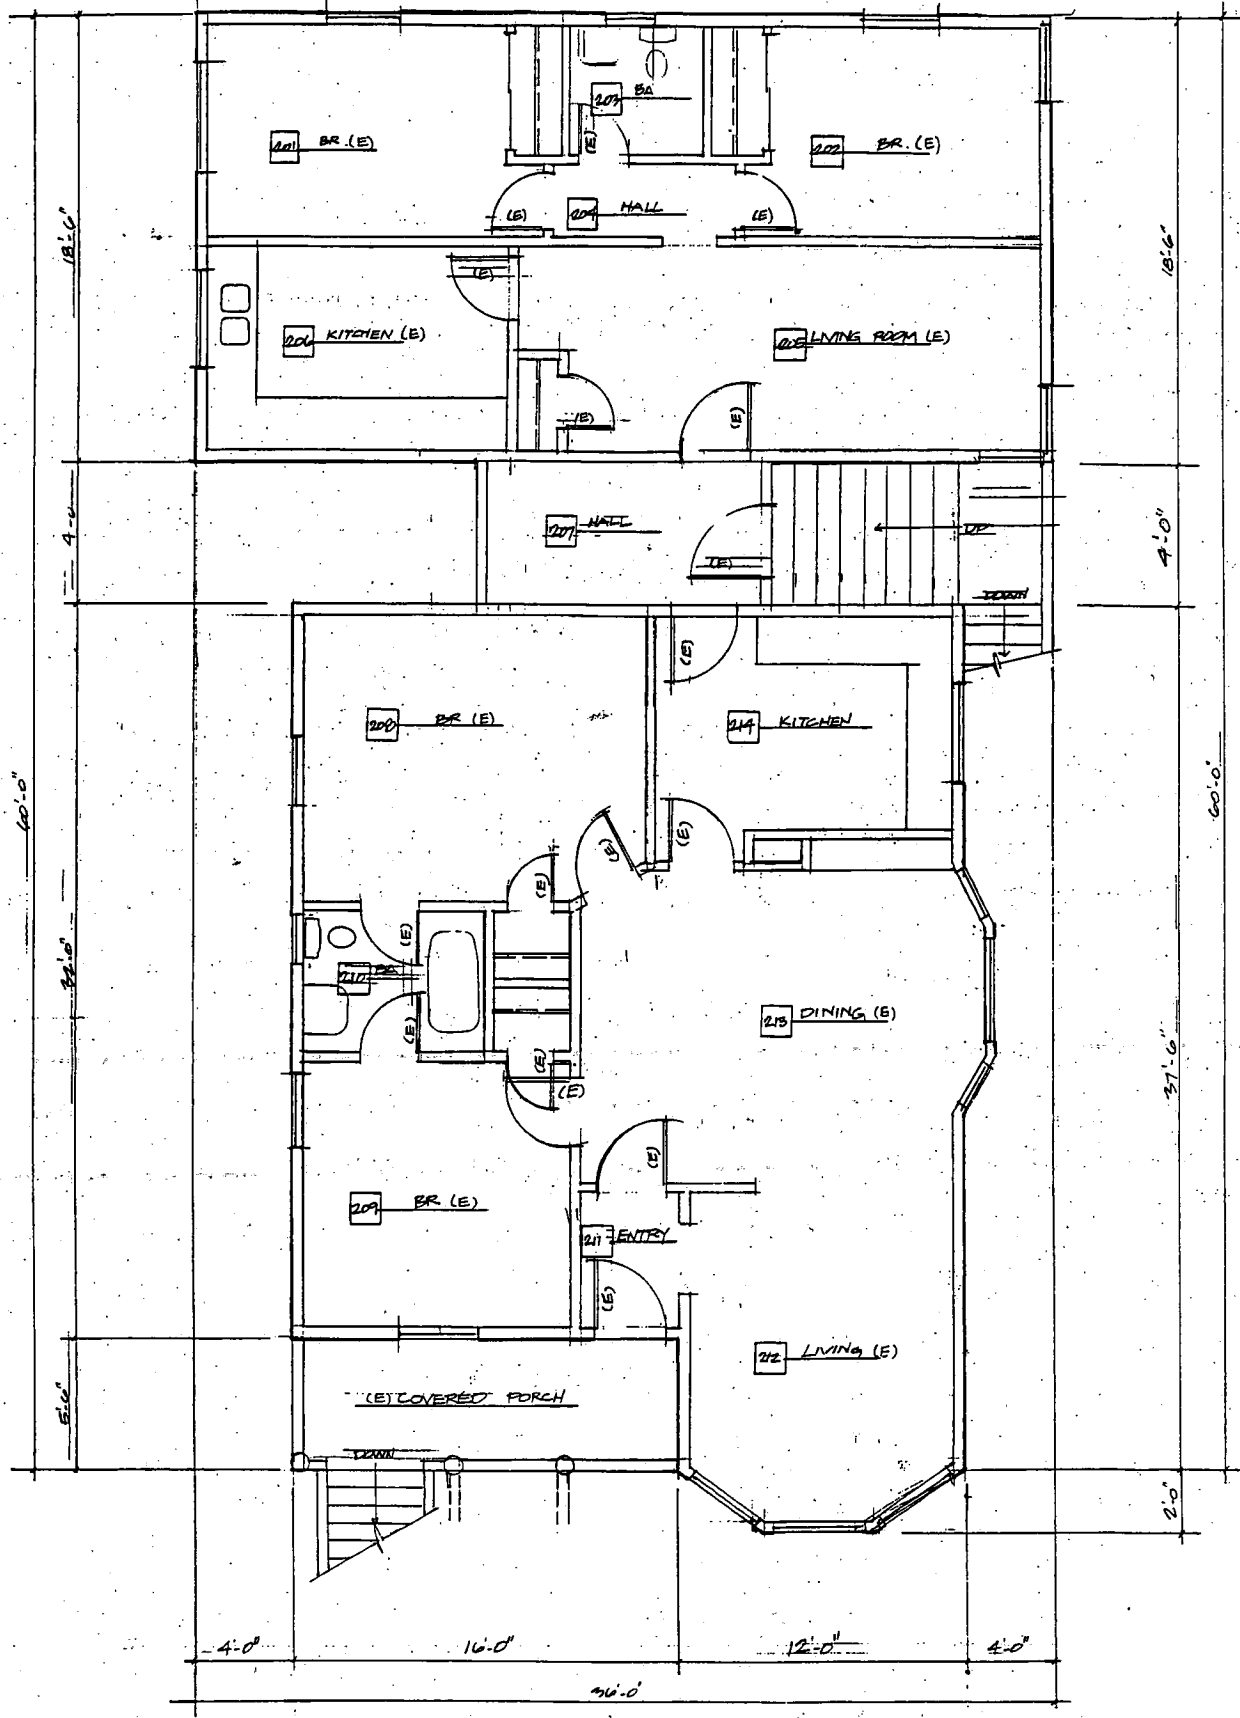 203 BA
(E)
201 BR. (E)
202 BR. (E)
18'-6"
(E)
204 HALL
(E)
18'-6"
(E)
206 KITCHEN (E)
205 LIVING ROOM (E)
(E)
(E)
4'-0"
207 HALL
UP
4'-0"
(E)
DOWN
(E)
208 BR (E)
214 KITCHEN
60'-0"
60'-0"
(E)
(E)
(E)
(E)
210 BA
213 DINING (E)
(E)
(E)
(E)
37'-6"
(E)
209 BR (E)
211 ENTRY
(E)
212 LIVING (E)
5'-6"
(E) COVERED PORCH
DOWN
2'-0"
4'-0"
16'-0"
12'-0"
4'-0"
36'-0"